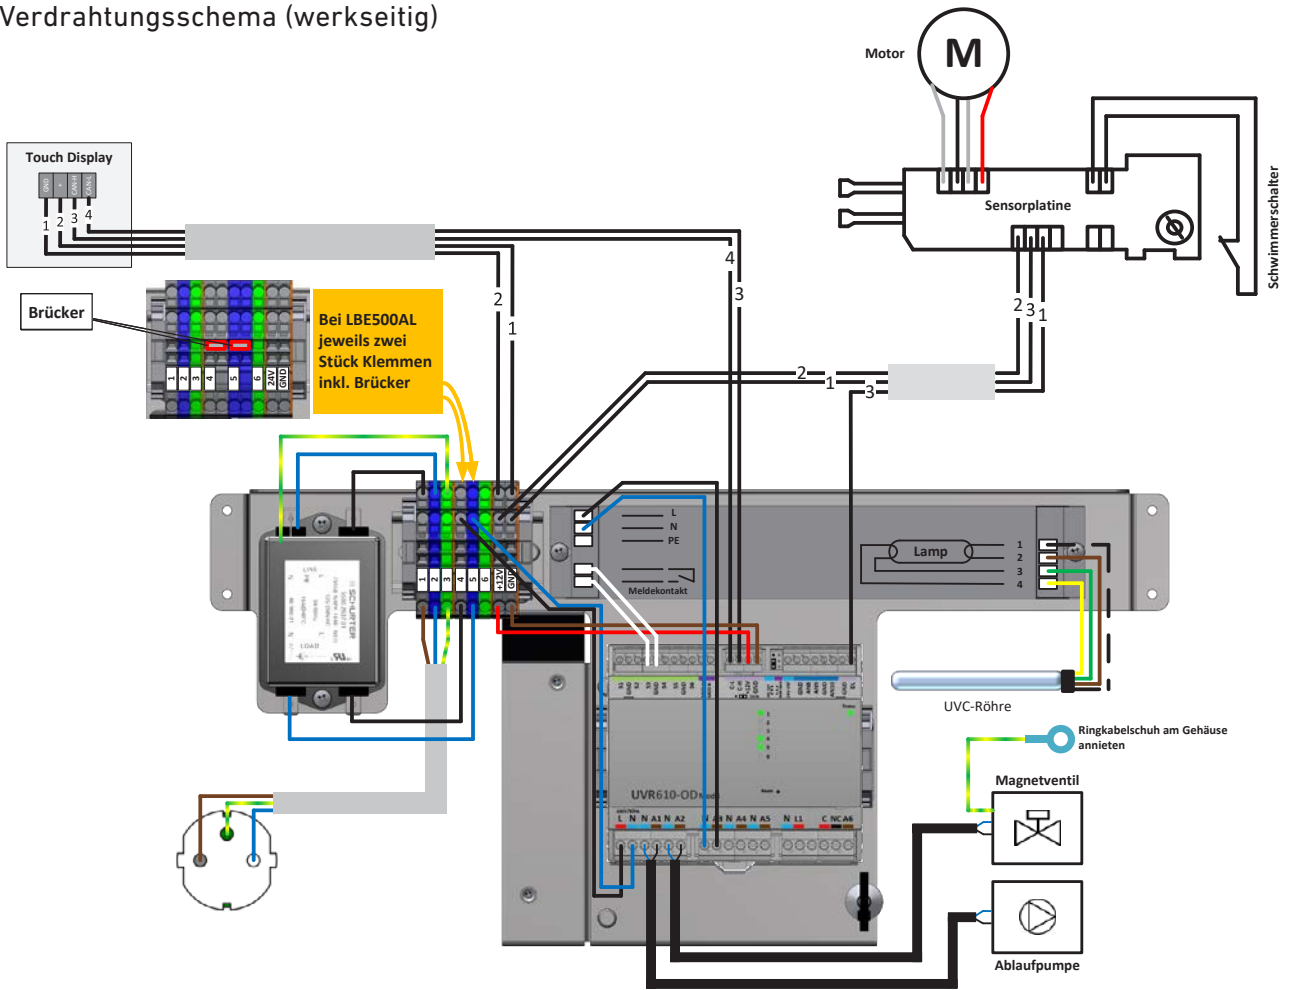 Verdrahtungsschema (werkseitig)
Motor
M
Touch Display
GND
+
CAN-H
CAN-L
1
2
3
4
Sensorplatine
Schwimmerschalter
Brücker
Bei LBE500AL
jeweils zwei
Stück Klemmen
inkl. Brücker
1
2
3
4
5
6
24V
GND
2
1
4
3
2
3
1
2
1
3
L
N
PE
Meldekontakt
Lamp
1
2
3
4
1
2
3
4
5
6
+12V
GND
SCHURTER
LOAD
UVC-Röhre
Ringkabelschuh am Gehäuse
annieten
Magnetventil
UVR610-OD
L N N A1 N A2 N A3 N A4 N A5 N L1 C NC A6
Ablaufpumpe